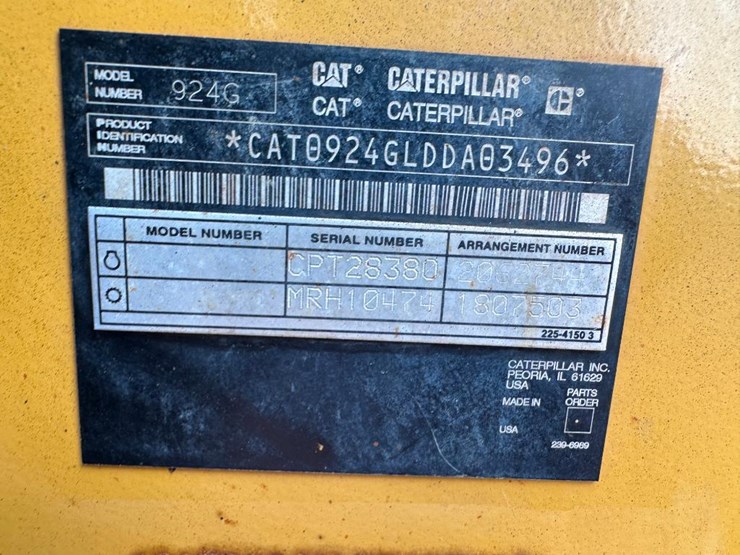 MODEL NUMBER 924G
CAT® CATERPILLAR®
CAT® CATERPILLAR®
PRODUCT IDENTIFICATION NUMBER
*CAT0924GLDDA03496*
MODEL NUMBER SERIAL NUMBER ARRANGEMENT NUMBER
CPT28380
MRH10474 1807503
225-4150 3
CATERPILLAR INC.
PEORIA, IL 61629
USA
MADE IN
USA
PARTS
ORDER
239-6969